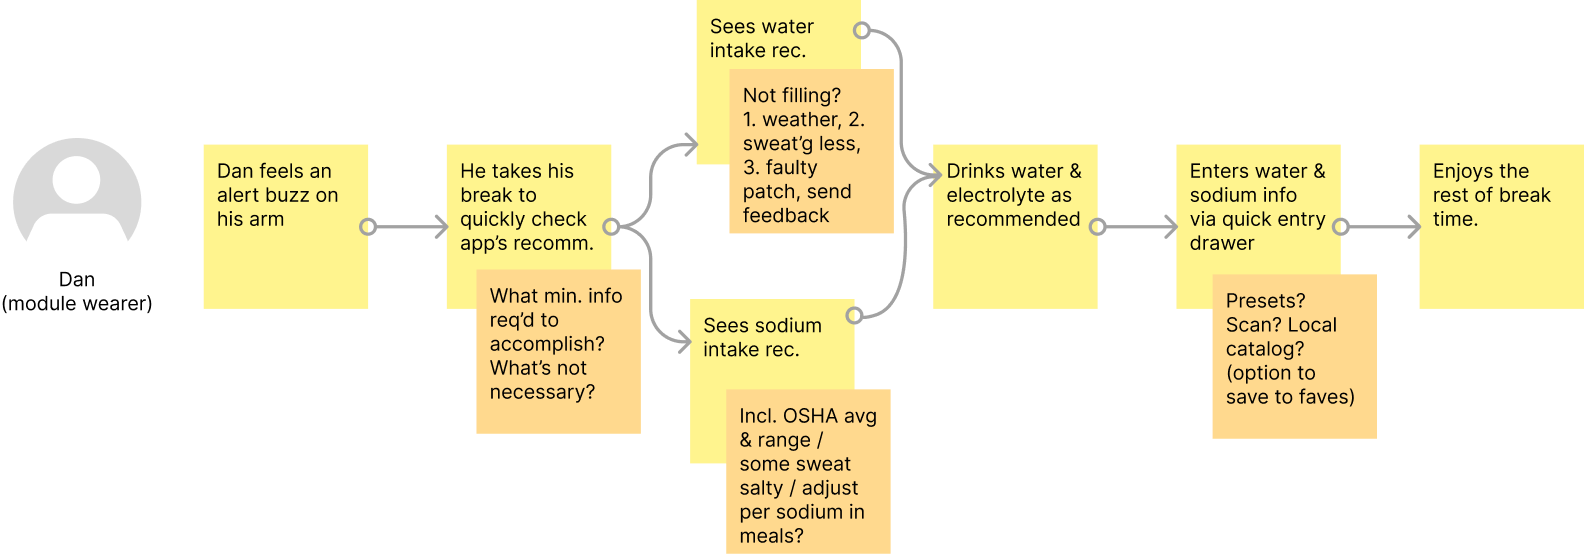 Dan
(module wearer)
Dan feels an
alert buzz on
his arm
He takes his
break to
quickly check
app's recomm.
What min. info
req'd to
accomplish?
What's not
necessary?
Sees water
intake rec.
Not filling?
1. weather, 2.
sweat'g less,
3. faulty
patch, send
feedback
Sees sodium
intake rec.
Incl. OSHA avg
& range /
some sweat
salty / adjust
per sodium in
meals?
Drinks water &
electrolyte as
recommended
Enters water &
sodium info
via quick entry
drawer
Presets?
Scan? Local
catalog?
(option to
save to faves)
Enjoys the
rest of break
time.